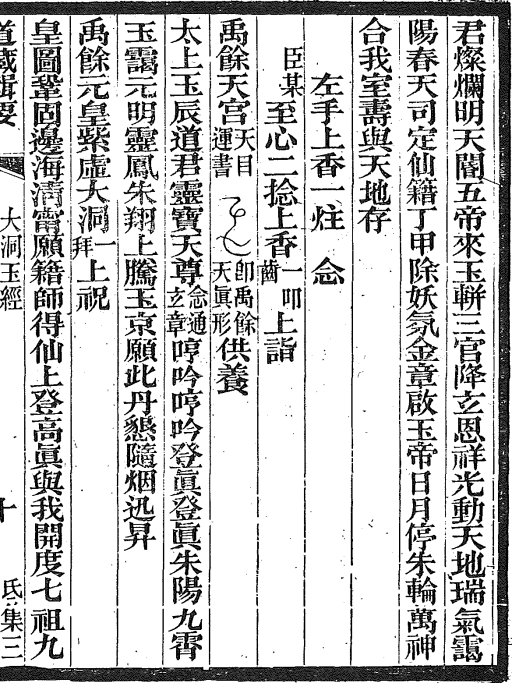 君燦爛明天閣五帝來玉軿三官降玄恩祥光動天地瑞氣靄
陽春天司定仙籍丁甲除妖氛金章啟玉帝日月停朱輪萬神
合我室壽與天地存
左手上香一炷 念
臣某至心二捻上香一叩齒上詣
禹餘天宮天目運書即禹餘天眞形供養
太上玉辰道君靈寶天尊念通玄章哼吟哼吟登眞登眞朱陽九霄
玉靄元明靈鳳朱翔上騰玉京願此丹懇隨烟迅昇
禹餘元皇紫虛大洞一拜上祝
皇圖鞏固邊海清甯願籍師得仙上登高眞與我開度七祖九
道藏輯要 大洞玉經 十 氐集三